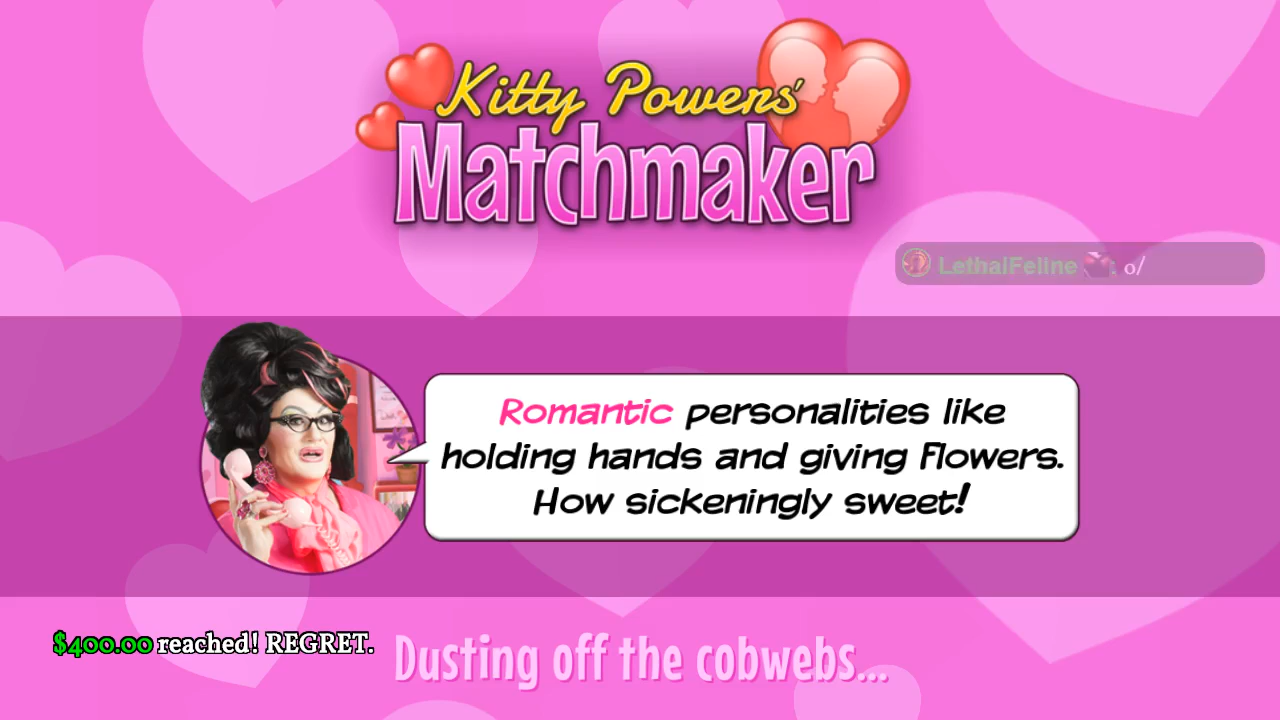 Kitty Powers'
Matchmaker
LethalFeline : o/
Romantic personalities like
holding hands and giving flowers.
How sickeningly sweet!
$400.00 reached! REGRET.
Dusting off the cobwebs...